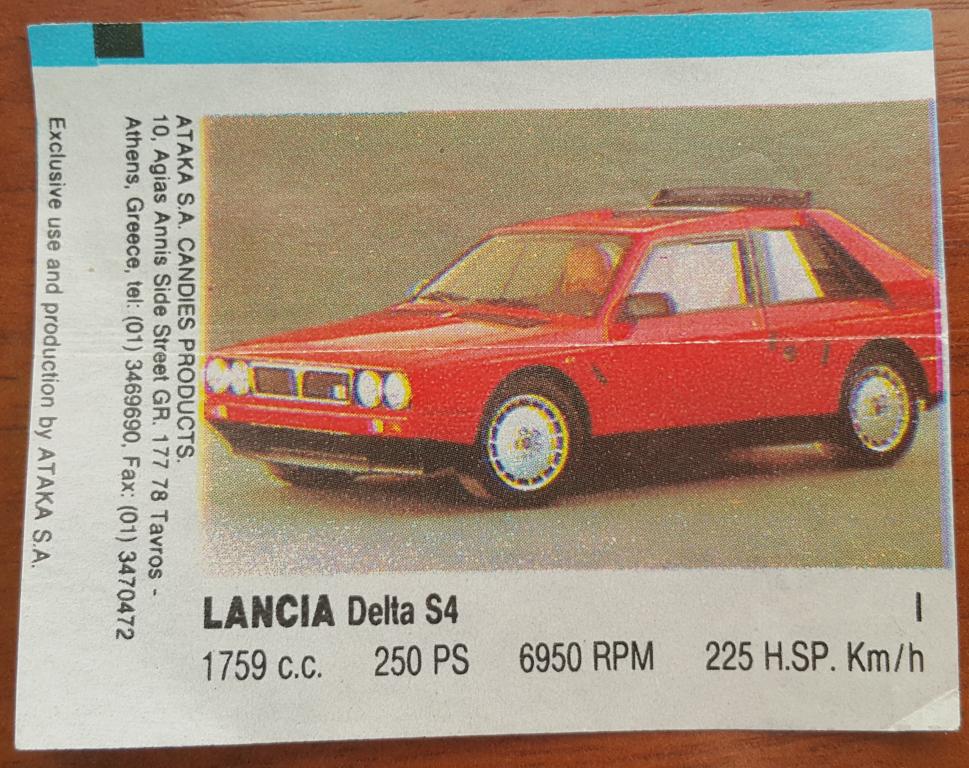 ATAKA S.A. CANDIES PRODUCTS.
10, Agias Annis Side Street GR. 177 78 Tavros -
Athens, Greece, tel: (01) 3469690, Fax: (01) 3470472
Exclusive use and production by ATAKA S.A.
LANCIA Delta S4 I
1759 c.c. 250 PS 6950 RPM 225 H.SP. Km/h